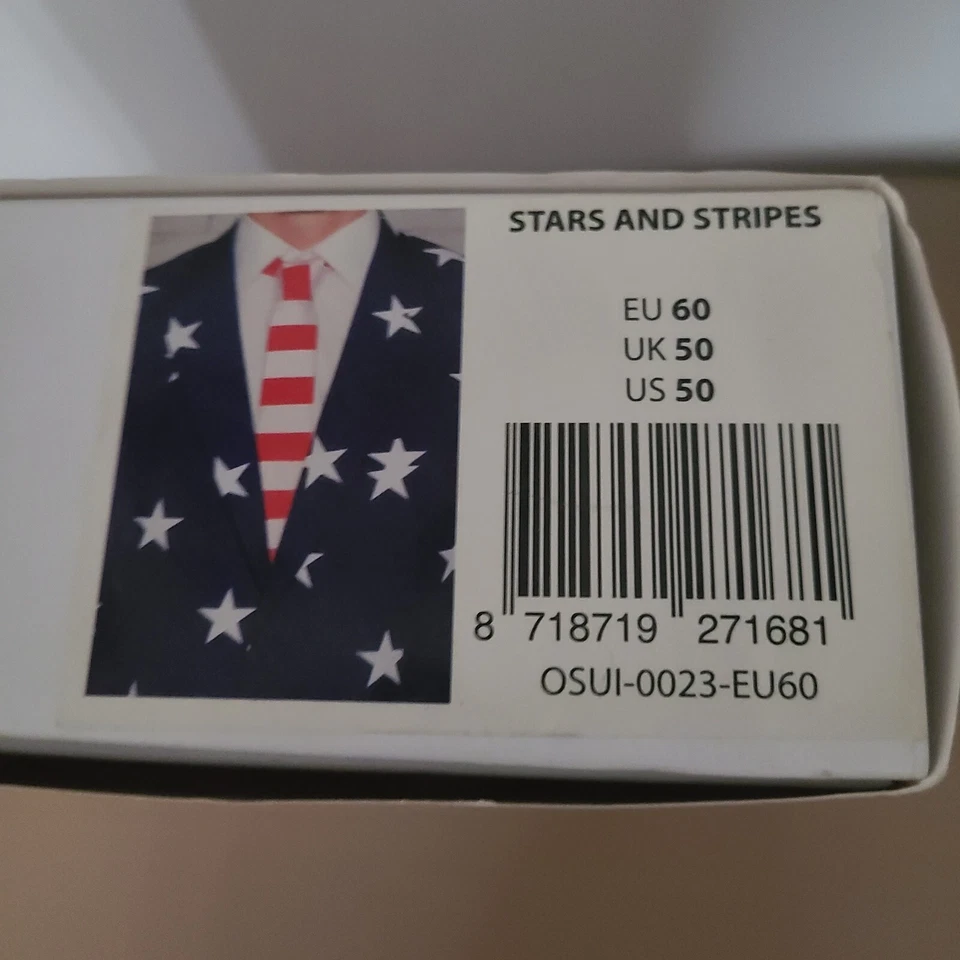 STARS AND STRIPES
EU 60
UK 50
US 50
8 718719 271681
OSUI-0023-EU60